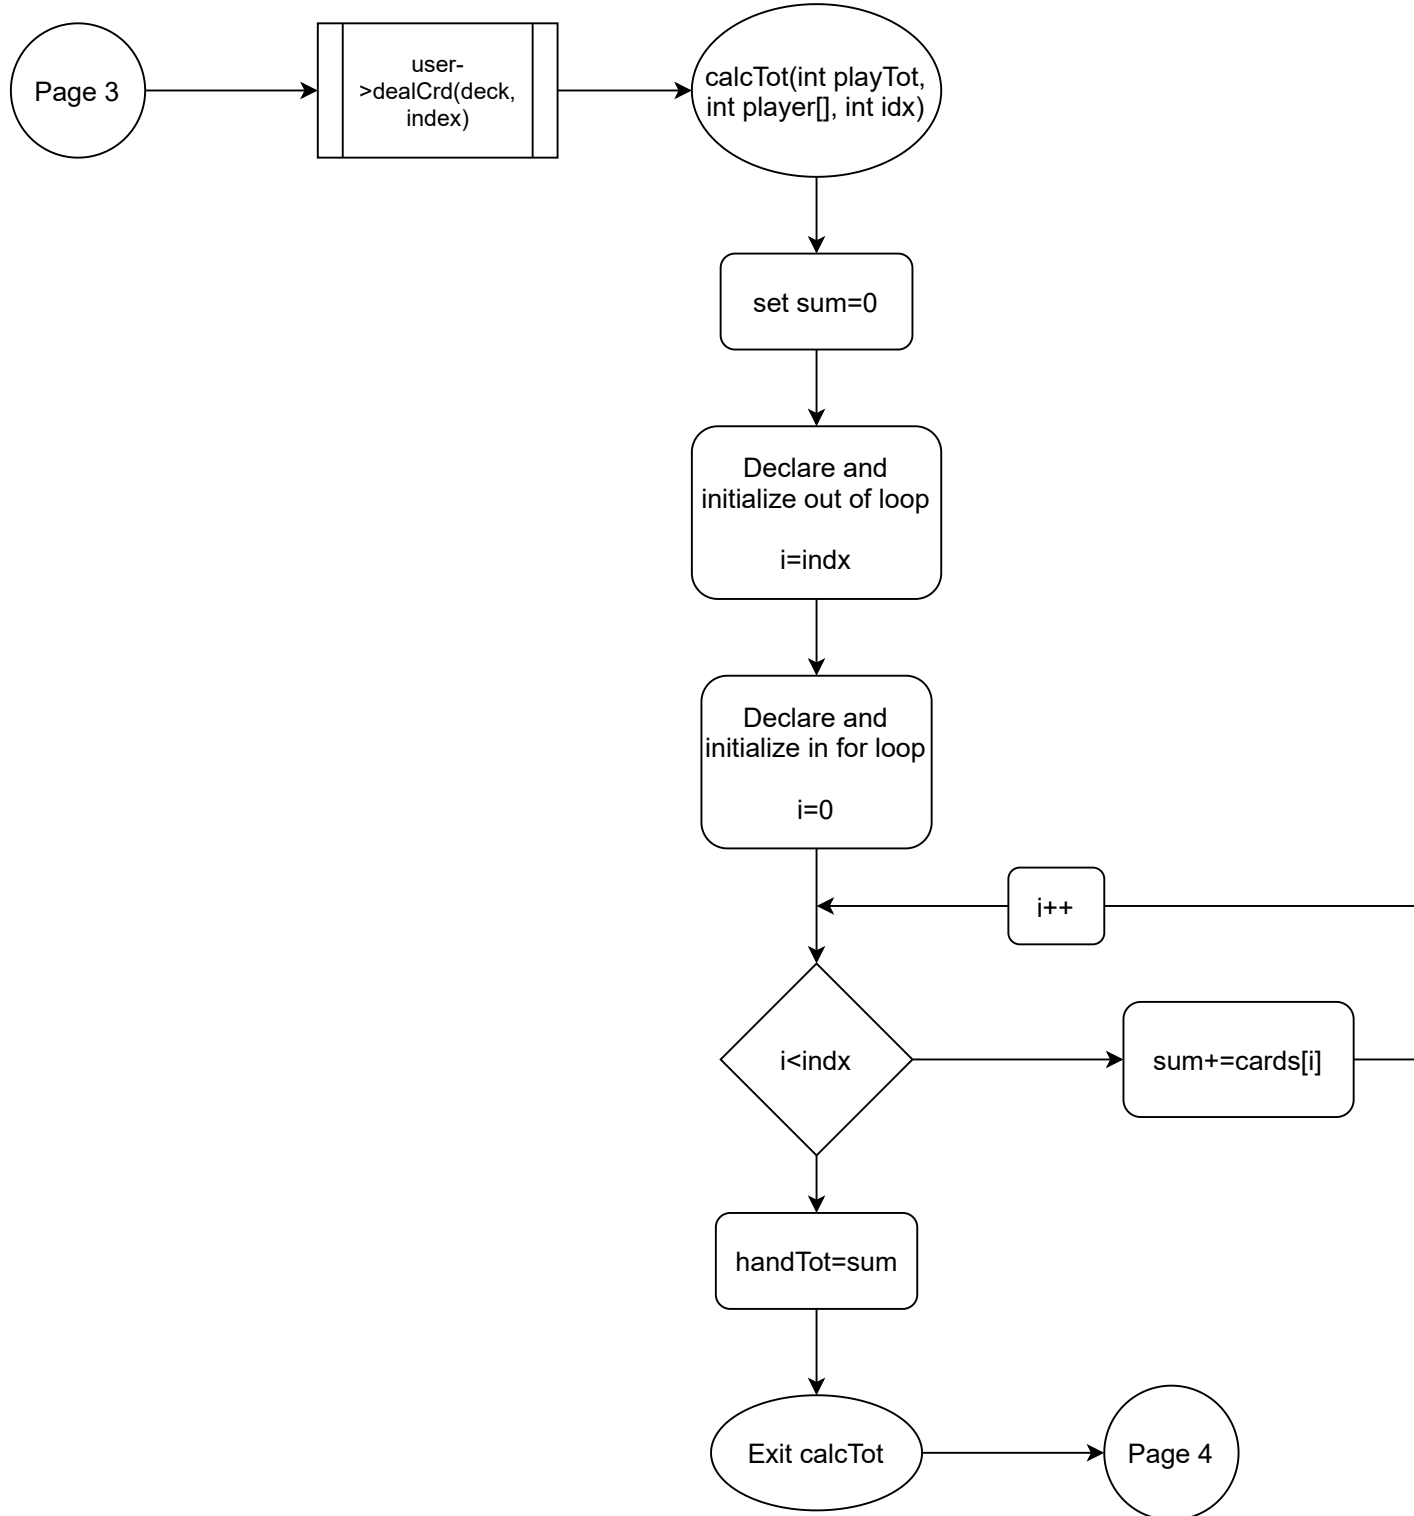 Page 3
user-
>dealCrd(deck,
index)
calcTot(int playTot,
int player[], int idx)
set sum=0
Declare and
initialize out of loop
i=indx
Declare and
initialize in for loop
i=0
i++
i<indx
sum+=cards[i]
handTot=sum
Exit calcTot
Page 4